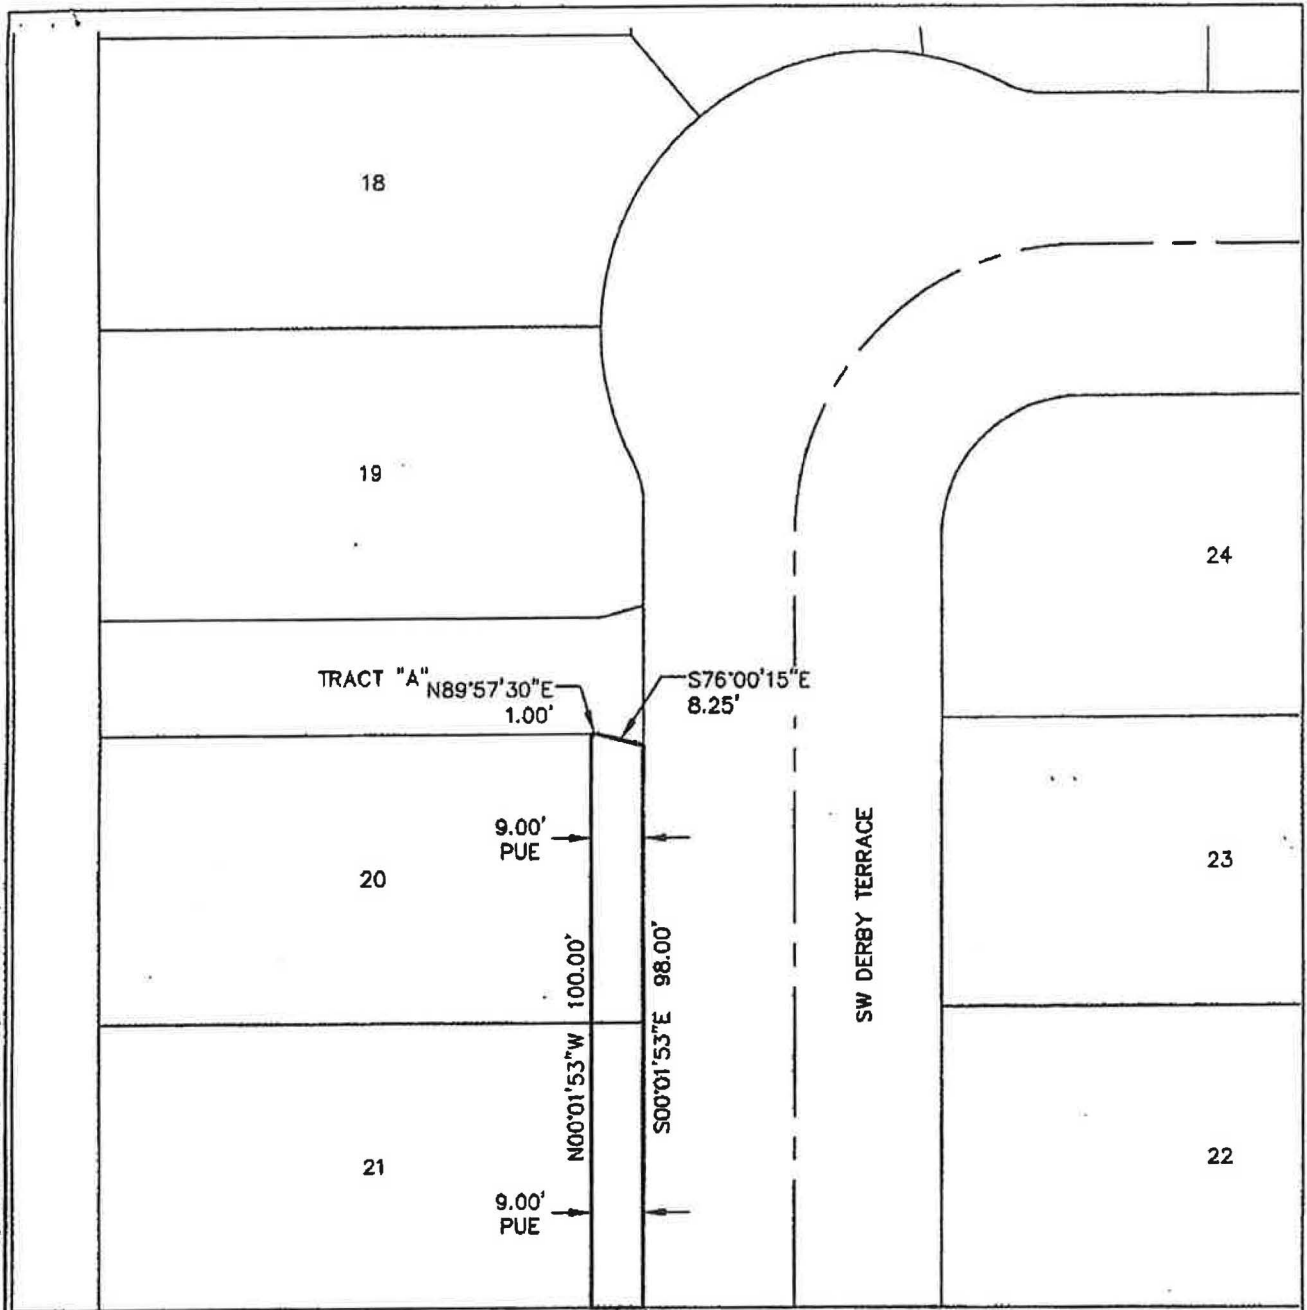 18
19
24
TRACT "A"
N89°57'30"E
1.00'
S76°00'15"E
8.25'
9.00'
PUE
20
23
SW DERBY TERRACE
N00°01'53"W 100.00'
S00°01'53"E 98.00'
21
22
9.00'
PUE